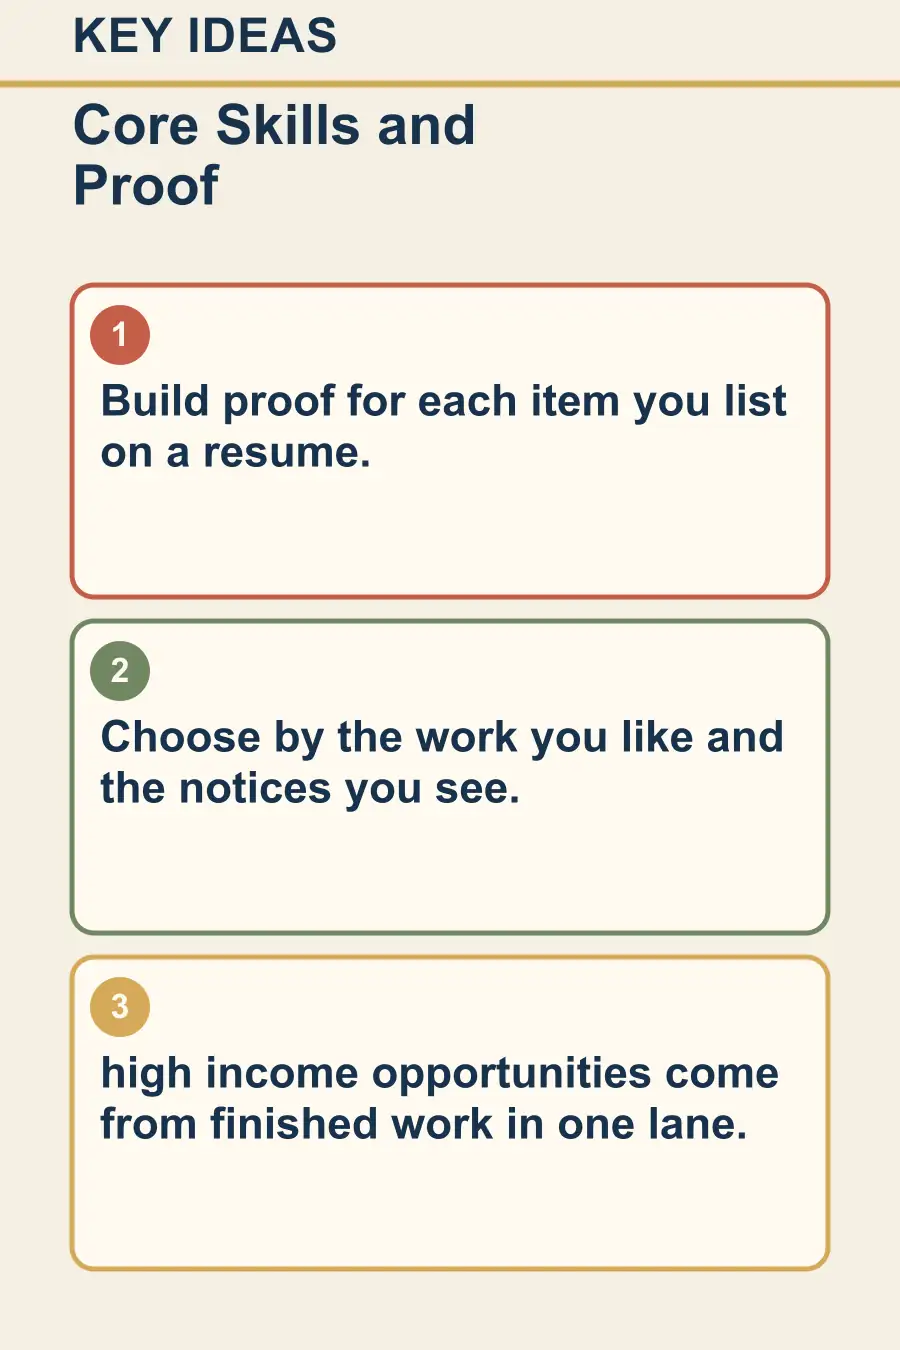 KEY IDEAS
Core Skills and
Proof
1
Build proof for each item you list
on a resume.
2
Choose by the work you like and
the notices you see.
3
high income opportunities come
from finished work in one lane.